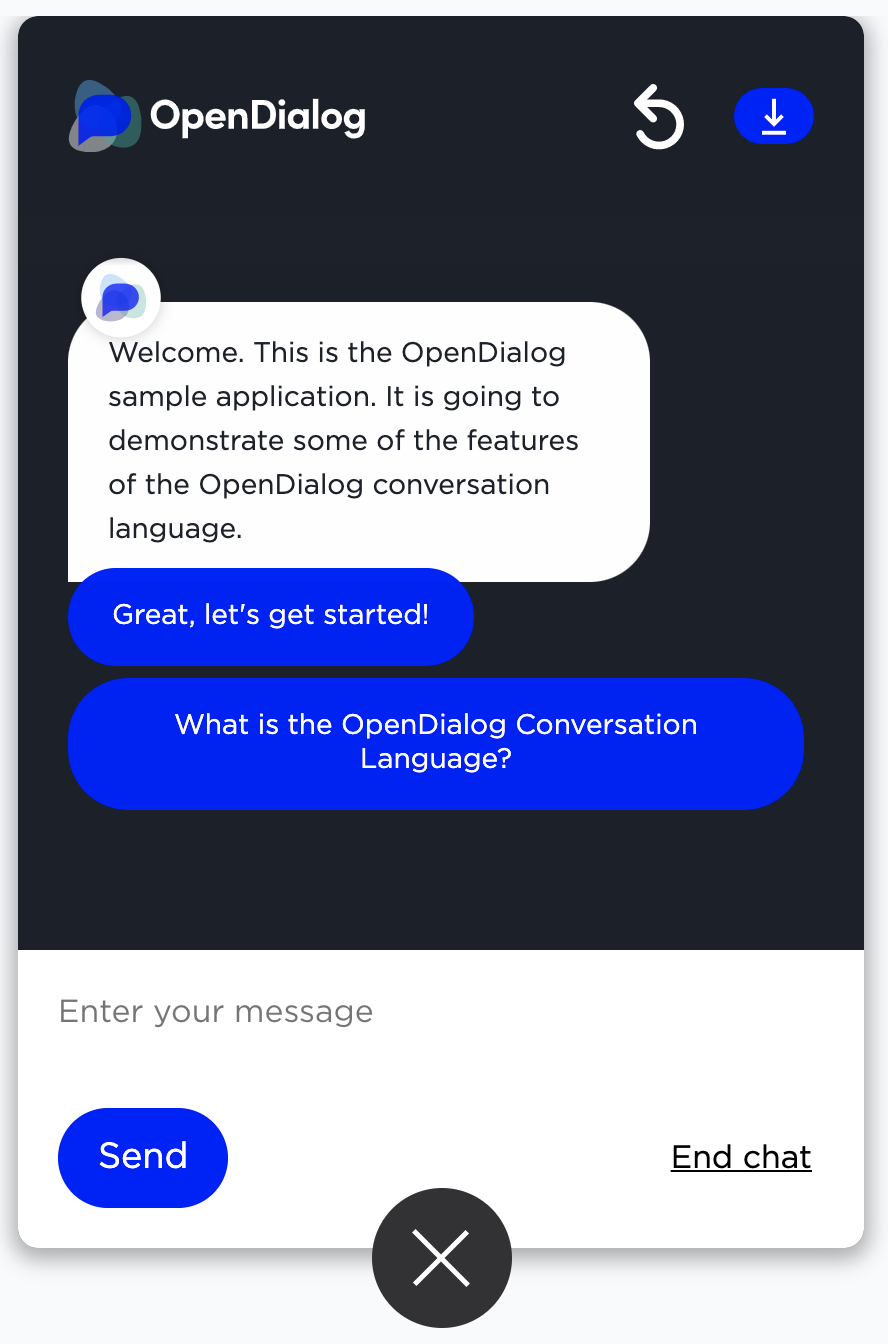 OpenDialog
Welcome. This is the OpenDialog
sample application. It is going to
demonstrate some of the features
of the OpenDialog conversation
language.
Great, let's get started!
What is the OpenDialog Conversation
Language?
Enter your message
Send
End chat